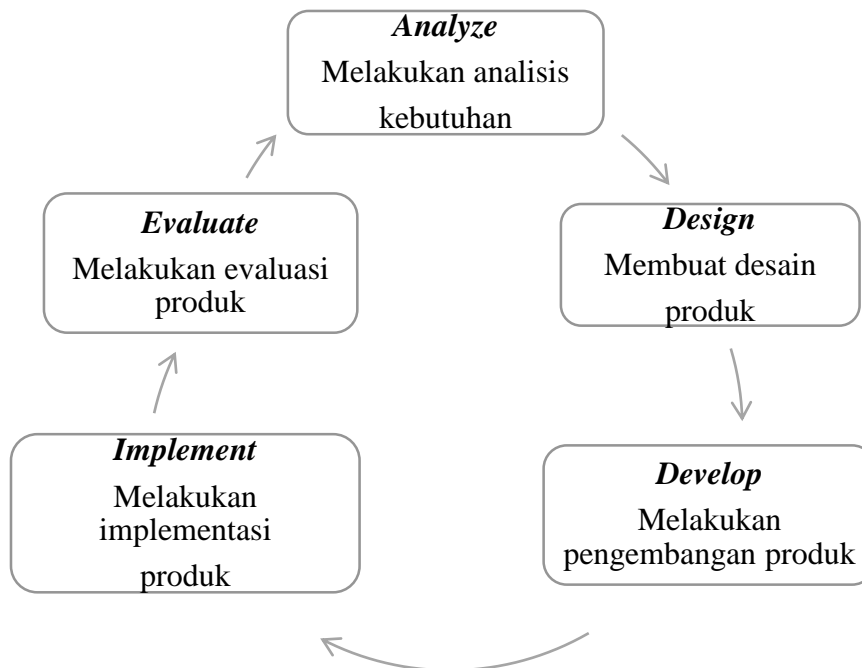 Analyze
Melakukan analisis
kebutuhan
Design
Membuat desain
produk
Develop
Melakukan
pengembangan produk
Implement
Melakukan
implementasi
produk
Evaluate
Melakukan evaluasi
produk